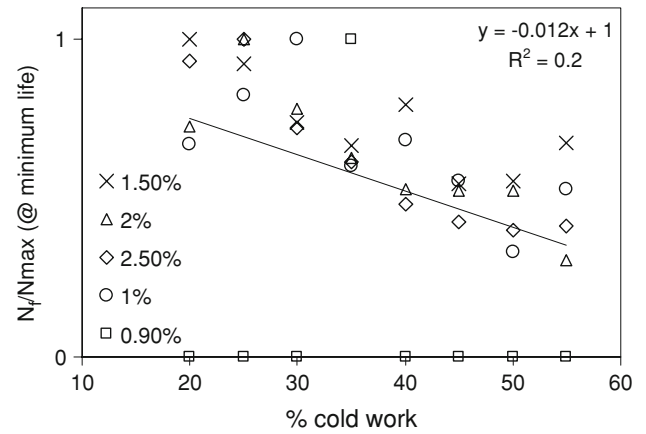 y = -0.012x + 1
R² = 0.2
1
0
N_f/Nmax (@ minimum life)
1.50%
2%
2.50%
1%
0.90%
10 20 30 40 50 60
% cold work